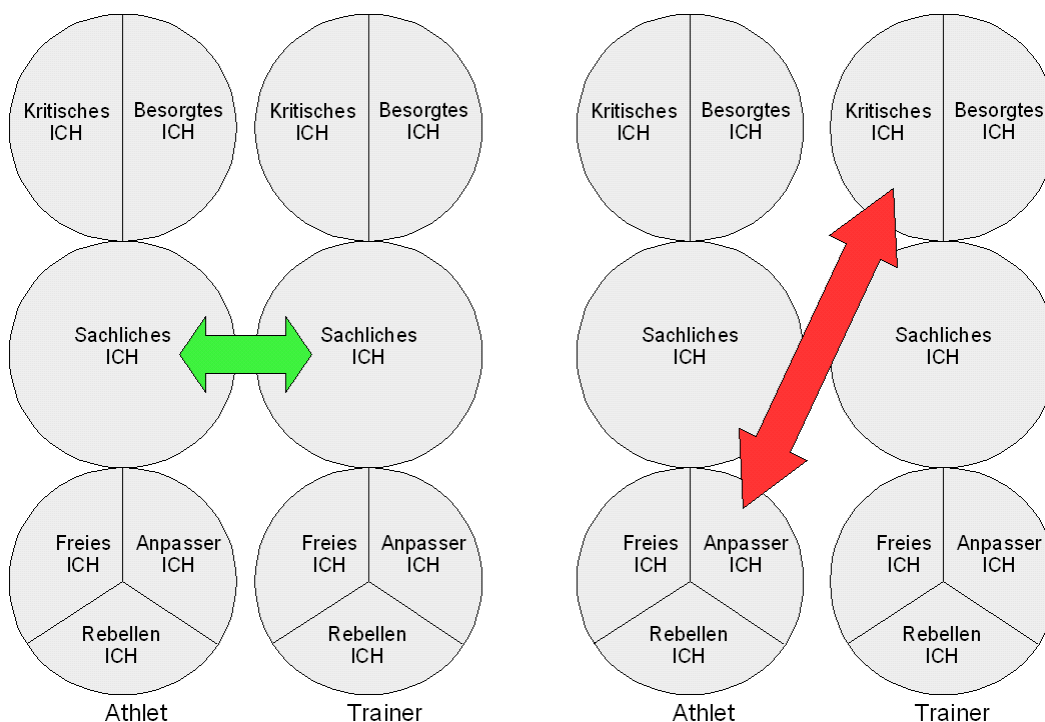 Kritisches
ICH
Besorgtes
ICH
Kritisches
ICH
Besorgtes
ICH
Sachliches
ICH
Sachliches
ICH
Freies
ICH
Anpasser
ICH
Rebellen
ICH
Freies
ICH
Anpasser
ICH
Rebellen
ICH
Athlet
Trainer
Kritisches
ICH
Besorgtes
ICH
Kritisches
ICH
Besorgtes
ICH
Sachliches
ICH
Sachliches
ICH
Freies
ICH
Anpasser
ICH
Rebellen
ICH
Freies
ICH
Anpasser
ICH
Rebellen
ICH
Athlet
Trainer